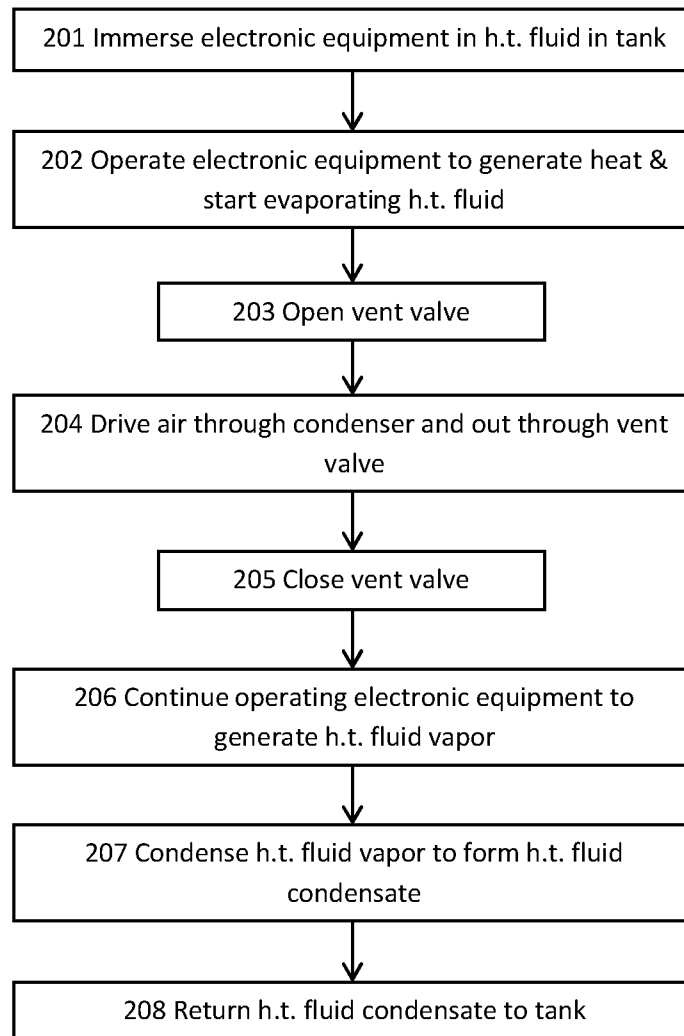 201 Immerse electronic equipment in h.t. fluid in tank
202 Operate electronic equipment to generate heat &
start evaporating h.t. fluid
203 Open vent valve
204 Drive air through condenser and out through vent
valve
205 Close vent valve
206 Continue operating electronic equipment to
generate h.t. fluid vapor
207 Condense h.t. fluid vapor to form h.t. fluid
condensate
208 Return h.t. fluid condensate to tank